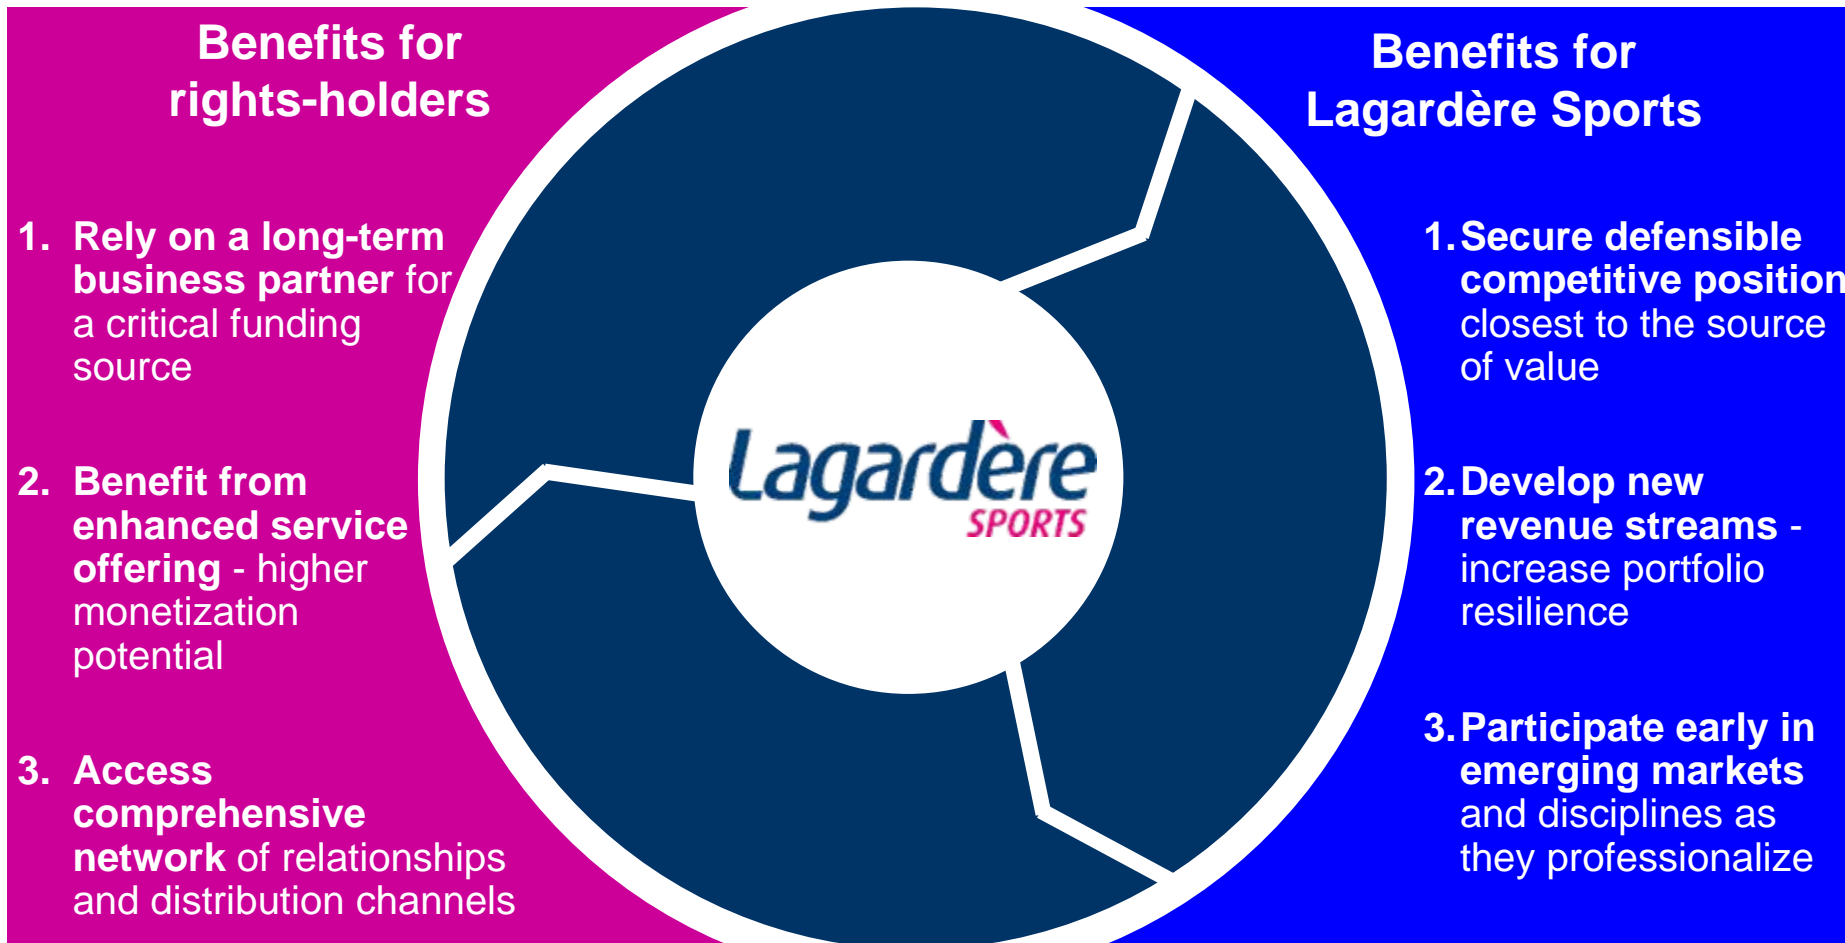 Benefits for
rights-holders
1. Rely on a long-term
business partner for
a critical funding
source
2. Benefit from
enhanced service
offering - higher
monetization
potential
3. Access
comprehensive
network of relationships
and distribution channels
Lagardère
SPORTS
Benefits for
Lagardère Sports
1. Secure defensible
competitive position
closest to the source
of value
2. Develop new
revenue streams -
increase portfolio
resilience
3. Participate early in
emerging markets
and disciplines as
they professionalize